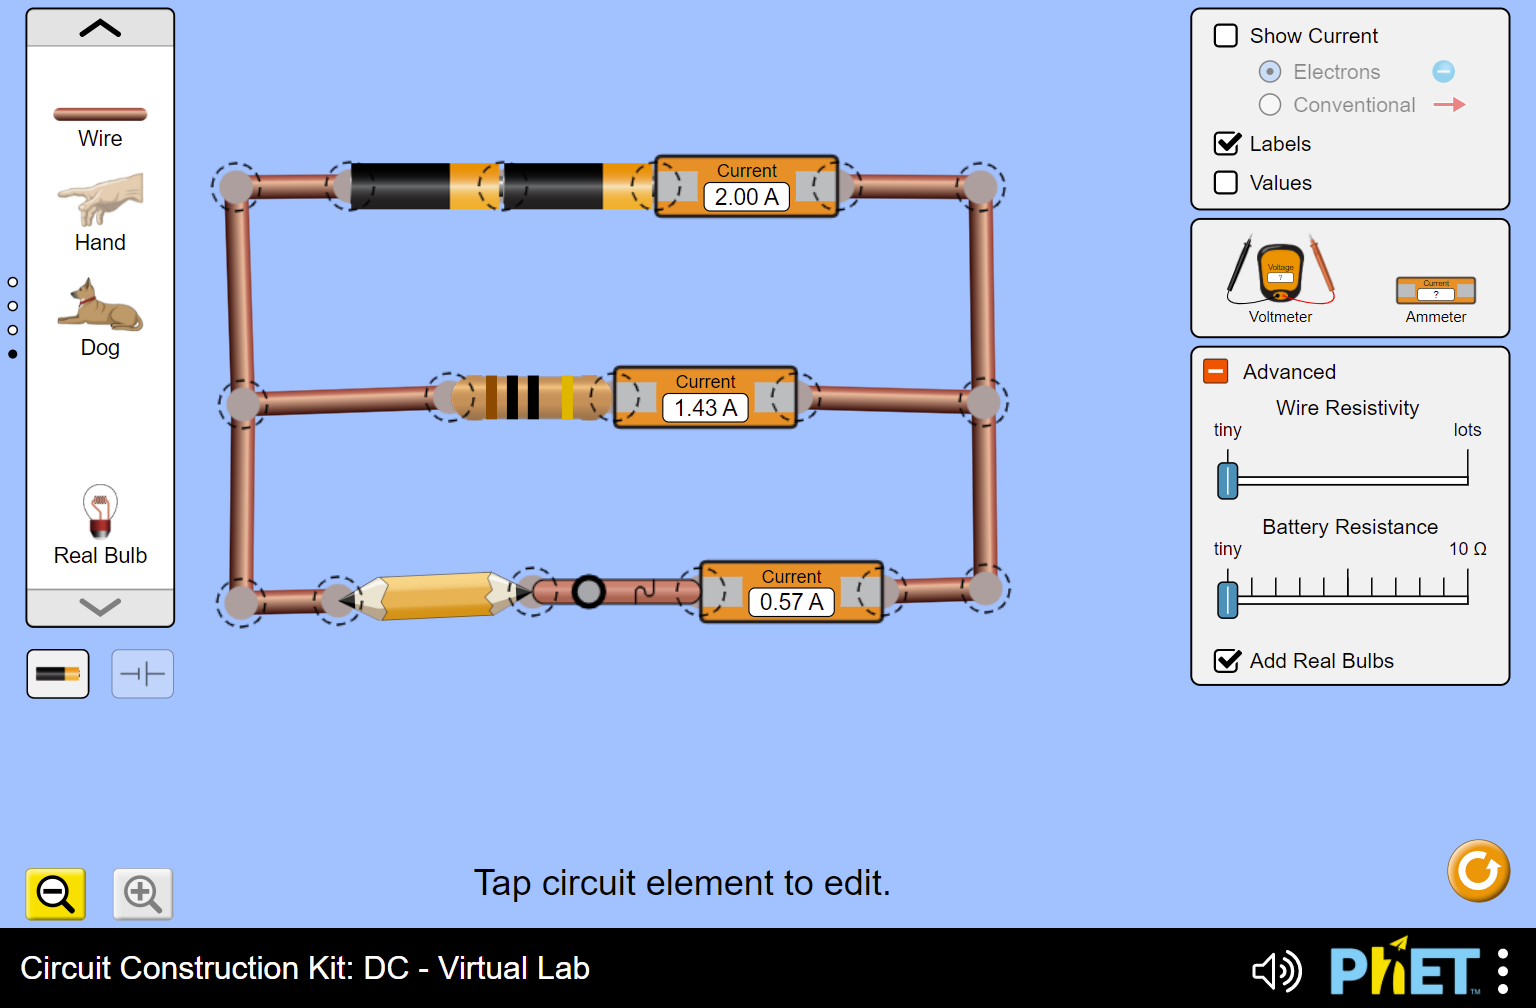 Wire
Hand
Dog
Real Bulb
Current
2.00 A
Current
1.43 A
Current
0.57 A
Show Current
Electrons
Conventional
Labels
Values
Voltage
?
Voltmeter
Current
?
Ammeter
Advanced
Wire Resistivity
tiny lots
Battery Resistance
tiny 10 Ω
Add Real Bulbs
Tap circuit element to edit.
Circuit Construction Kit: DC - Virtual Lab
PhET™